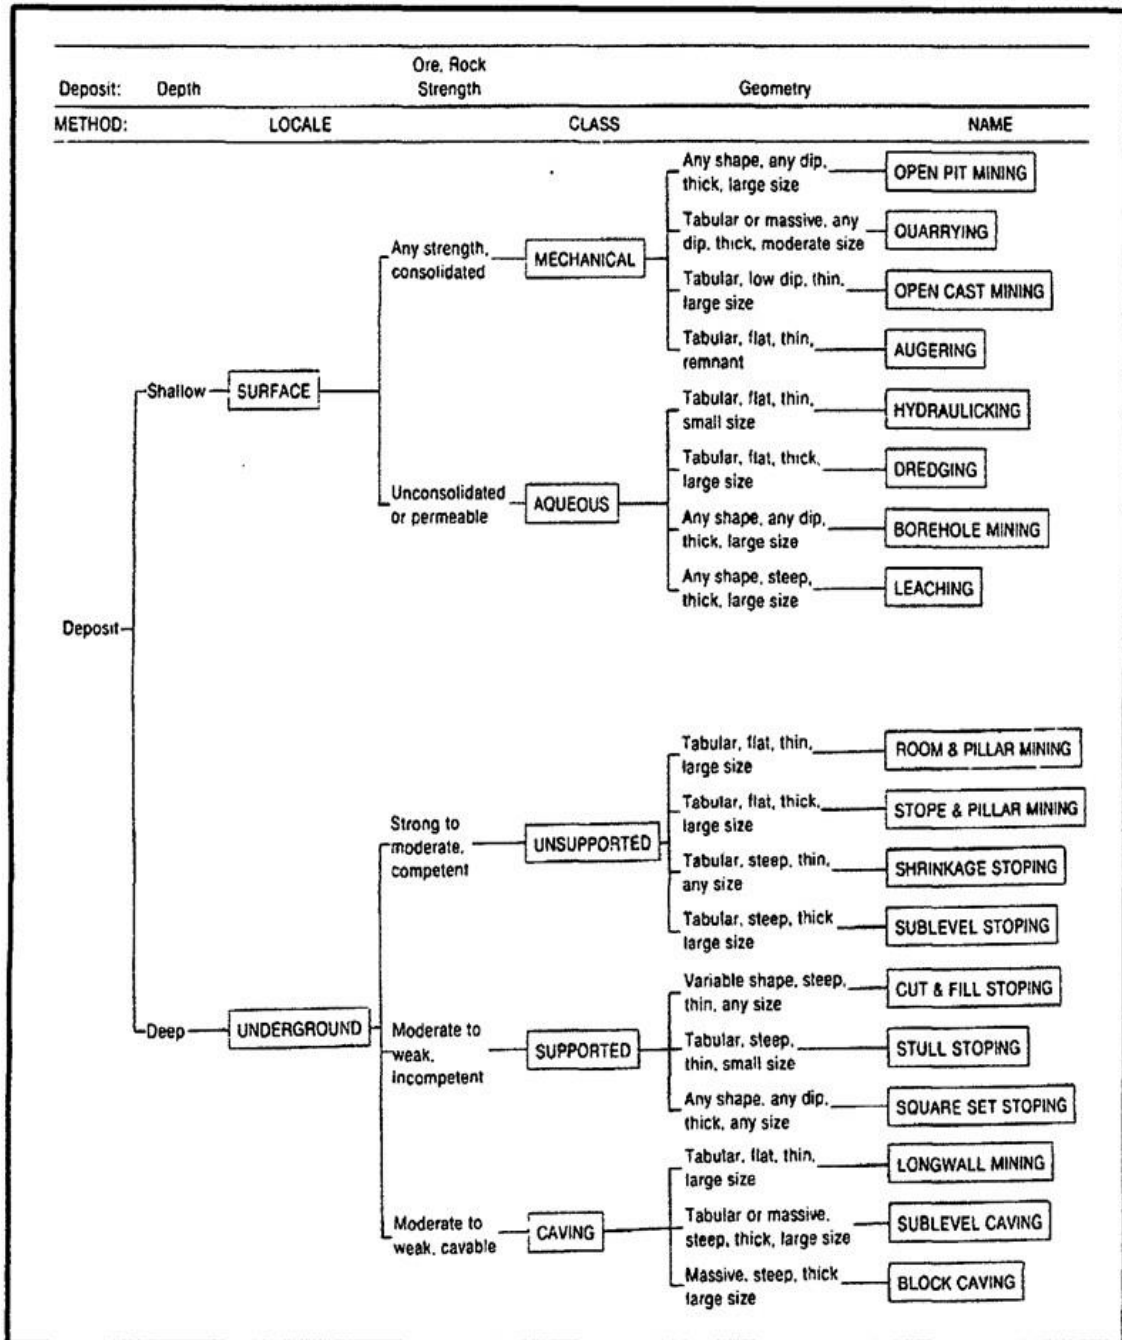 Ore, Rock
Deposit: Depth Strength Geometry
METHOD: LOCALE CLASS NAME
Any shape, any dip,
thick, large size
OPEN PIT MINING
Tabular or massive, any
dip, thick, moderate size
QUARRYING
Any strength,
consolidated
MECHANICAL
Tabular, low dip, thin,
large size
OPEN CAST MINING
Tabular, flat, thin,
remnant
AUGERING
Shallow
SURFACE
Tabular, flat, thin,
small size
HYDRAULICKING
Tabular, flat, thick,
large size
DREDGING
Unconsolidated
or permeable
AQUEOUS
Any shape, any dip,
thick, large size
BOREHOLE MINING
Any shape, steep,
thick, large size
LEACHING
Deposit
Tabular, flat, thin,
large size
ROOM & PILLAR MINING
Tabular, flat, thick,
large size
STOPE & PILLAR MINING
Strong to
moderate,
competent
UNSUPPORTED
Tabular, steep, thin,
any size
SHRINKAGE STOPING
Tabular, steep, thick
large size
SUBLEVEL STOPING
Variable shape, steep,
thin, any size
CUT & FILL STOPING
Deep
UNDERGROUND
Moderate to
weak,
incompetent
SUPPORTED
Tabular, steep,
thin, small size
STULL STOPING
Any shape, any dip,
thick, any size
SQUARE SET STOPING
Tabular, flat, thin,
large size
LONGWALL MINING
Moderate to
weak, cavable
CAVING
Tabular or massive,
steep, thick, large size
SUBLEVEL CAVING
Massive, steep, thick
large size
BLOCK CAVING